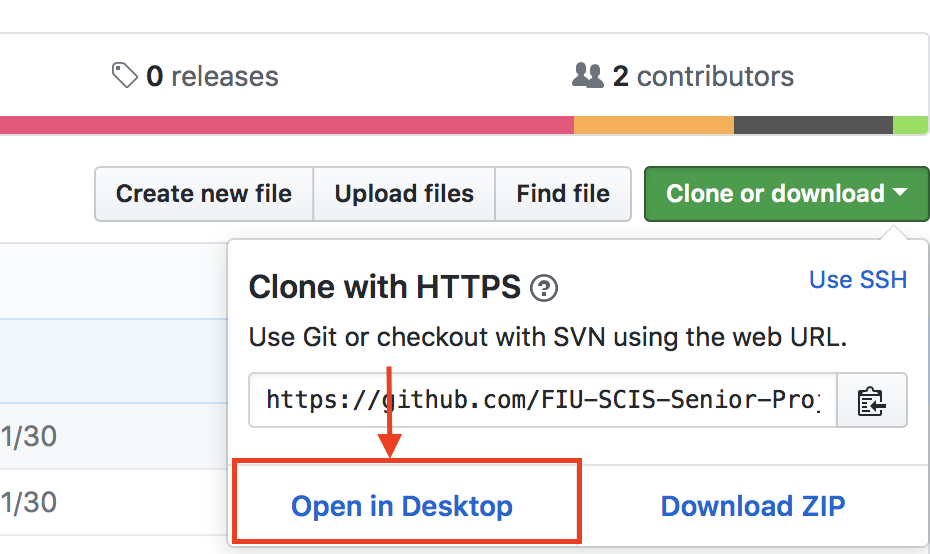 0 releases
2 contributors
Create new file
Upload files
Find file
Clone or download
Clone with HTTPS
Use SSH
Use Git or checkout with SVN using the web URL.
https://github.com/FIU-SCIS-Senior-Pro
1/30
1/30
Open in Desktop
Download ZIP